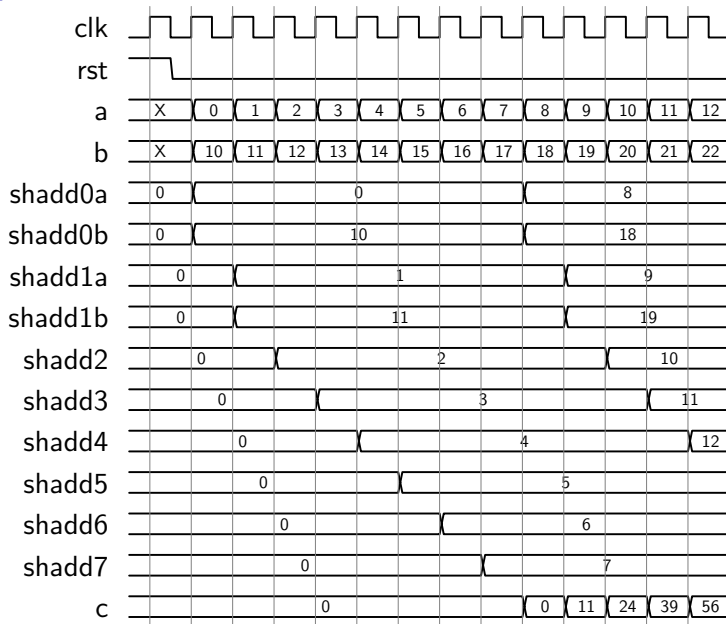 clk
rst
a X 0 1 2 3 4 5 6 7 8 9 10 11 12
b X 10 11 12 13 14 15 16 17 18 19 20 21 22
shadd0a 0 0 8
shadd0b 0 10 18
shadd1a 0 1 9
shadd1b 0 11 19
shadd2 0 2 10
shadd3 0 3 11
shadd4 0 4 12
shadd5 0 5
shadd6 0 6
shadd7 0 7
c 0 0 11 24 39 56